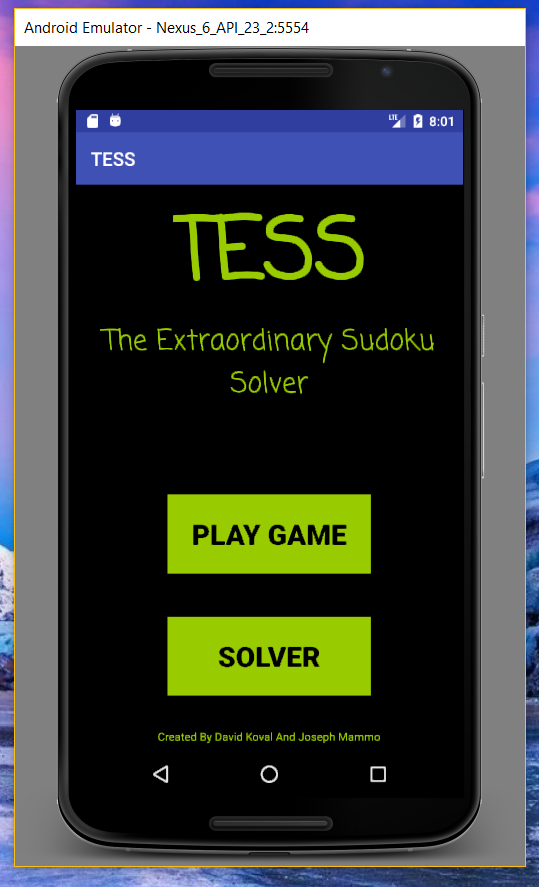 Android Emulator - Nexus_6_API_23_2:5554
LTE 8:01
TESS
TESS
The Extraordinary Sudoku
Solver
PLAY GAME
SOLVER
Created By David Koval And Joseph Mammo